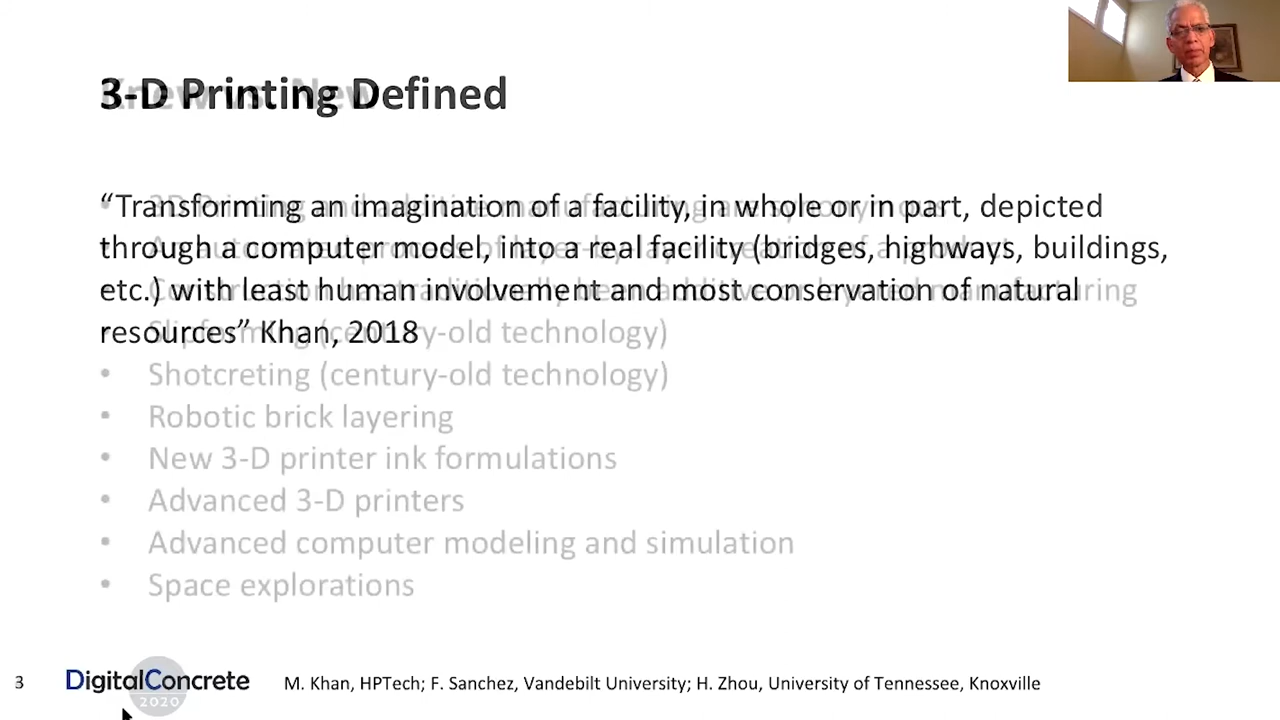 3-D Printing Defined
“Transforming an imagination of a facility, in whole or in part, depicted
through a computer model, into a real facility (bridges, highways, buildings,
etc.) with least human involvement and most conservation of natural
resources” Khan, 2018
(century-old technology)
• Shotcreting (century-old technology)
• Robotic brick layering
• New 3-D printer ink formulations
• Advanced 3-D printers
• Advanced computer modeling and simulation
• Space explorations
3
DigitalConcrete
2020
M. Khan, HPTech; F. Sanchez, Vandebilt University; H. Zhou, University of Tennessee, Knoxville